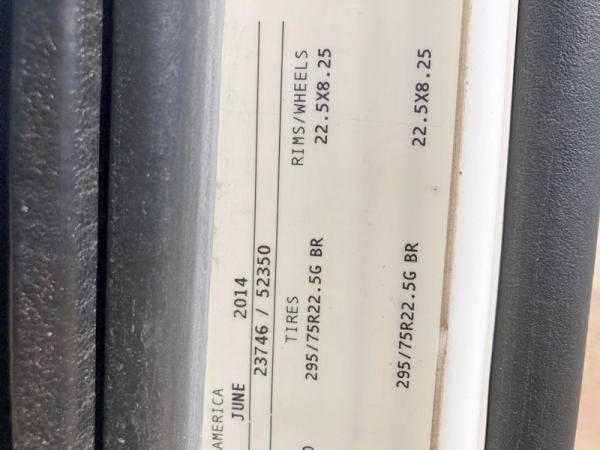 AMERICA
JUNE 2014
23746 / 52350
TIRES RIMS/WHEELS
295/75R22.5G BR 22.5X8.25
295/75R22.5G BR 22.5X8.25